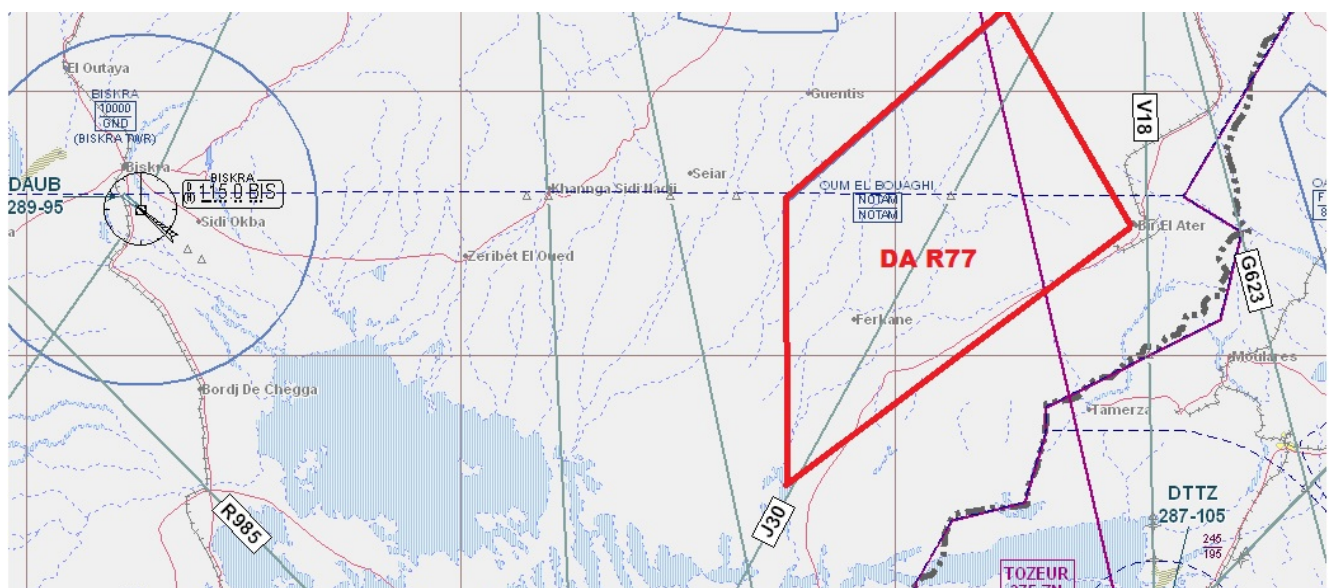 El Outaya
BISKRA
10000
GND
(BISKRA TWR)
Biskra
DAUB
289-95
BISKRA
115.0 BIS
Sidi Okba
Khannga Sidi Nadji
Seiar
Guentis
OUM EL BOUAGHI
NOTAM
NOTAM
DA R77
V18
Bir El Ater
G623
Zeribet El Oued
Ferkane
Moulares
Bordj De Chegga
Tamerza
R985
J30
DTTZ
287-105
245
195
TOZEUR